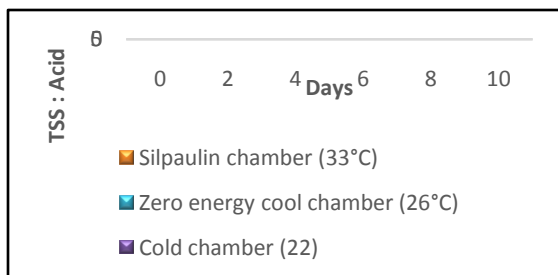 TSS : Acid
0 2 4 6 8 10
Days
Silpaulin chamber (33°C)
Zero energy cool chamber (26°C)
Cold chamber (22)